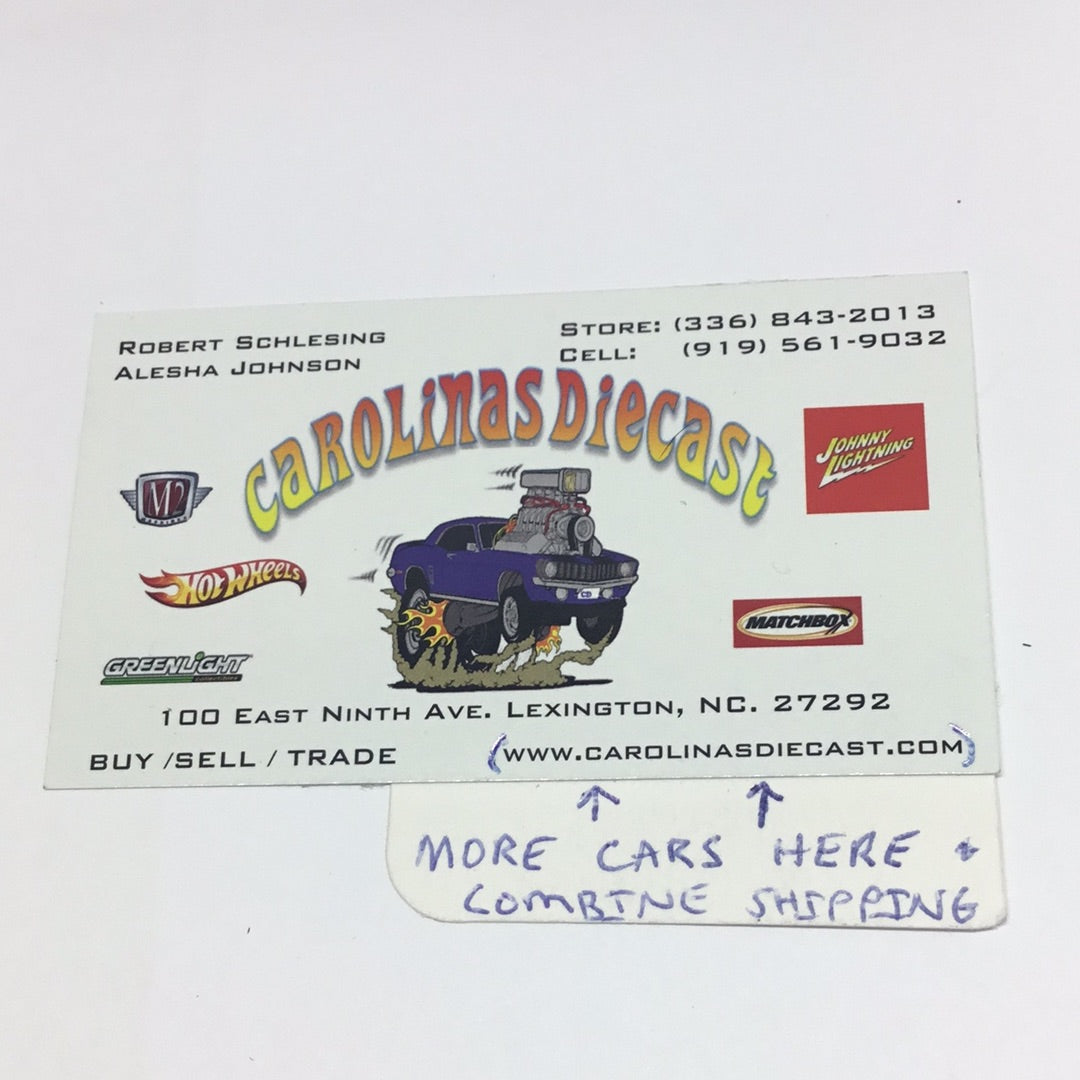 ROBERT SCHLESING
ALESHA JOHNSON
STORE: (336) 843-2013
CELL: (919) 561-9032
CAROLINAS DIECAST
JOHNNY
LIGHTNING
M2
HOT WHEELS
MATCHBOX
GREENLIGHT
collectibles
100 EAST NINTH AVE. LEXINGTON, NC. 27292
BUY /SELL / TRADE
(WWW.CAROLINASDIECAST.COM)
↑ ↑
MORE CARS HERE +
COMBINE SHIPPING